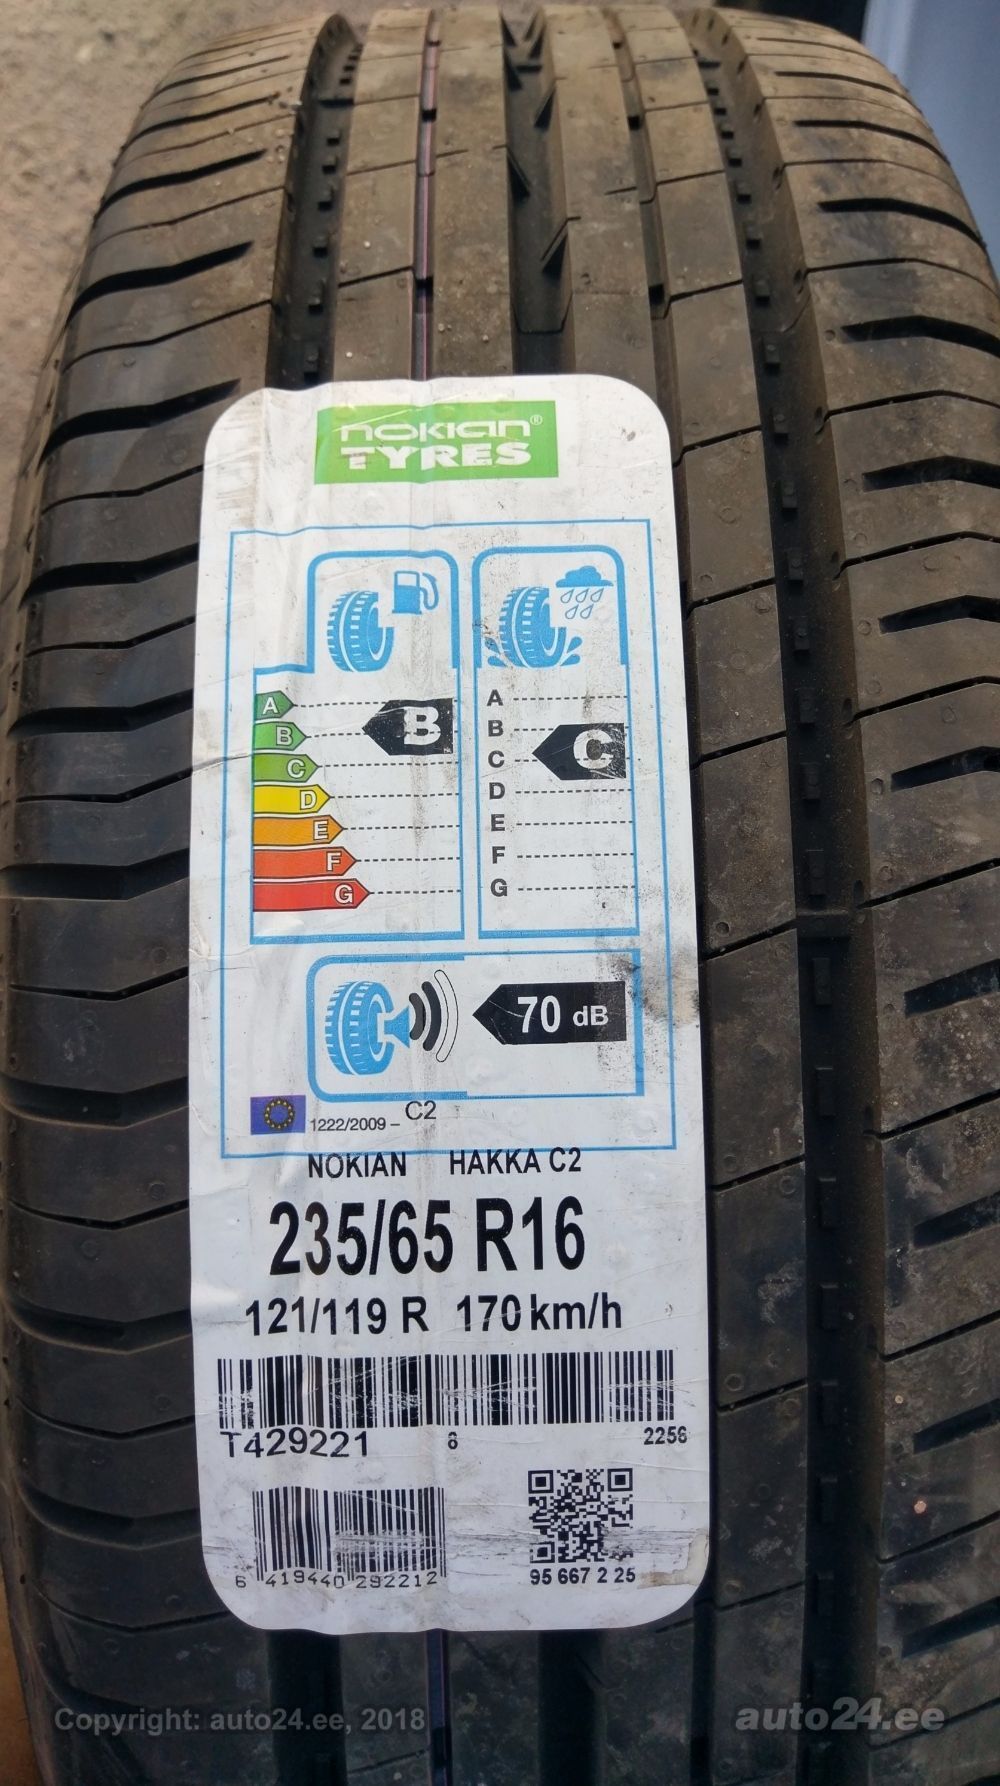 nokian®
TYRES
A
B
C
D
E
F
G
B
A
B
C
D
E
F
G
C
70 dB
1222/2009 – C2
NOKIAN HAKKA C2
235/65 R16
121/119 R 170 km/h
T429221 8 2256
6 419440 292212
95 667 2 25
Copyright: auto24.ee, 2018
auto24.ee